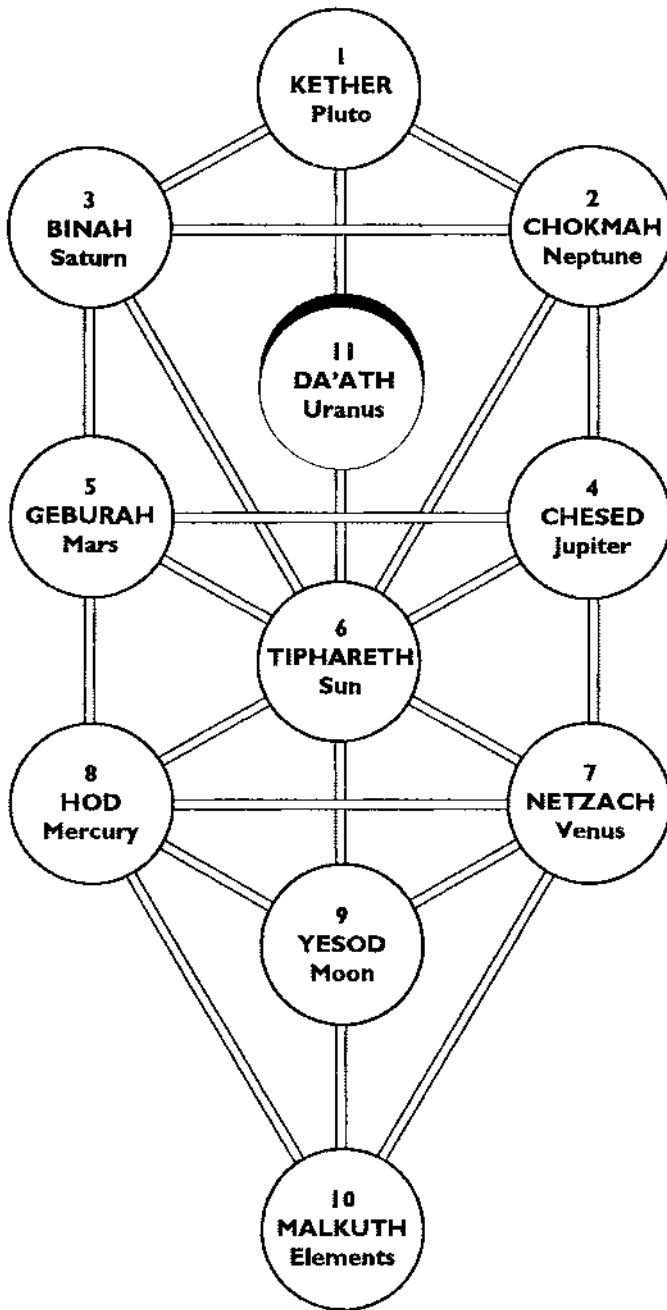 1
KETHER
Pluto
3
BINAH
Saturn
2
CHOKMAH
Neptune
11
DA'ATH
Uranus
5
GEBURAH
Mars
4
CHESED
Jupiter
6
TIPHARETH
Sun
8
HOD
Mercury
7
NETZACH
Venus
9
YESOD
Moon
10
MALKUTH
Elements